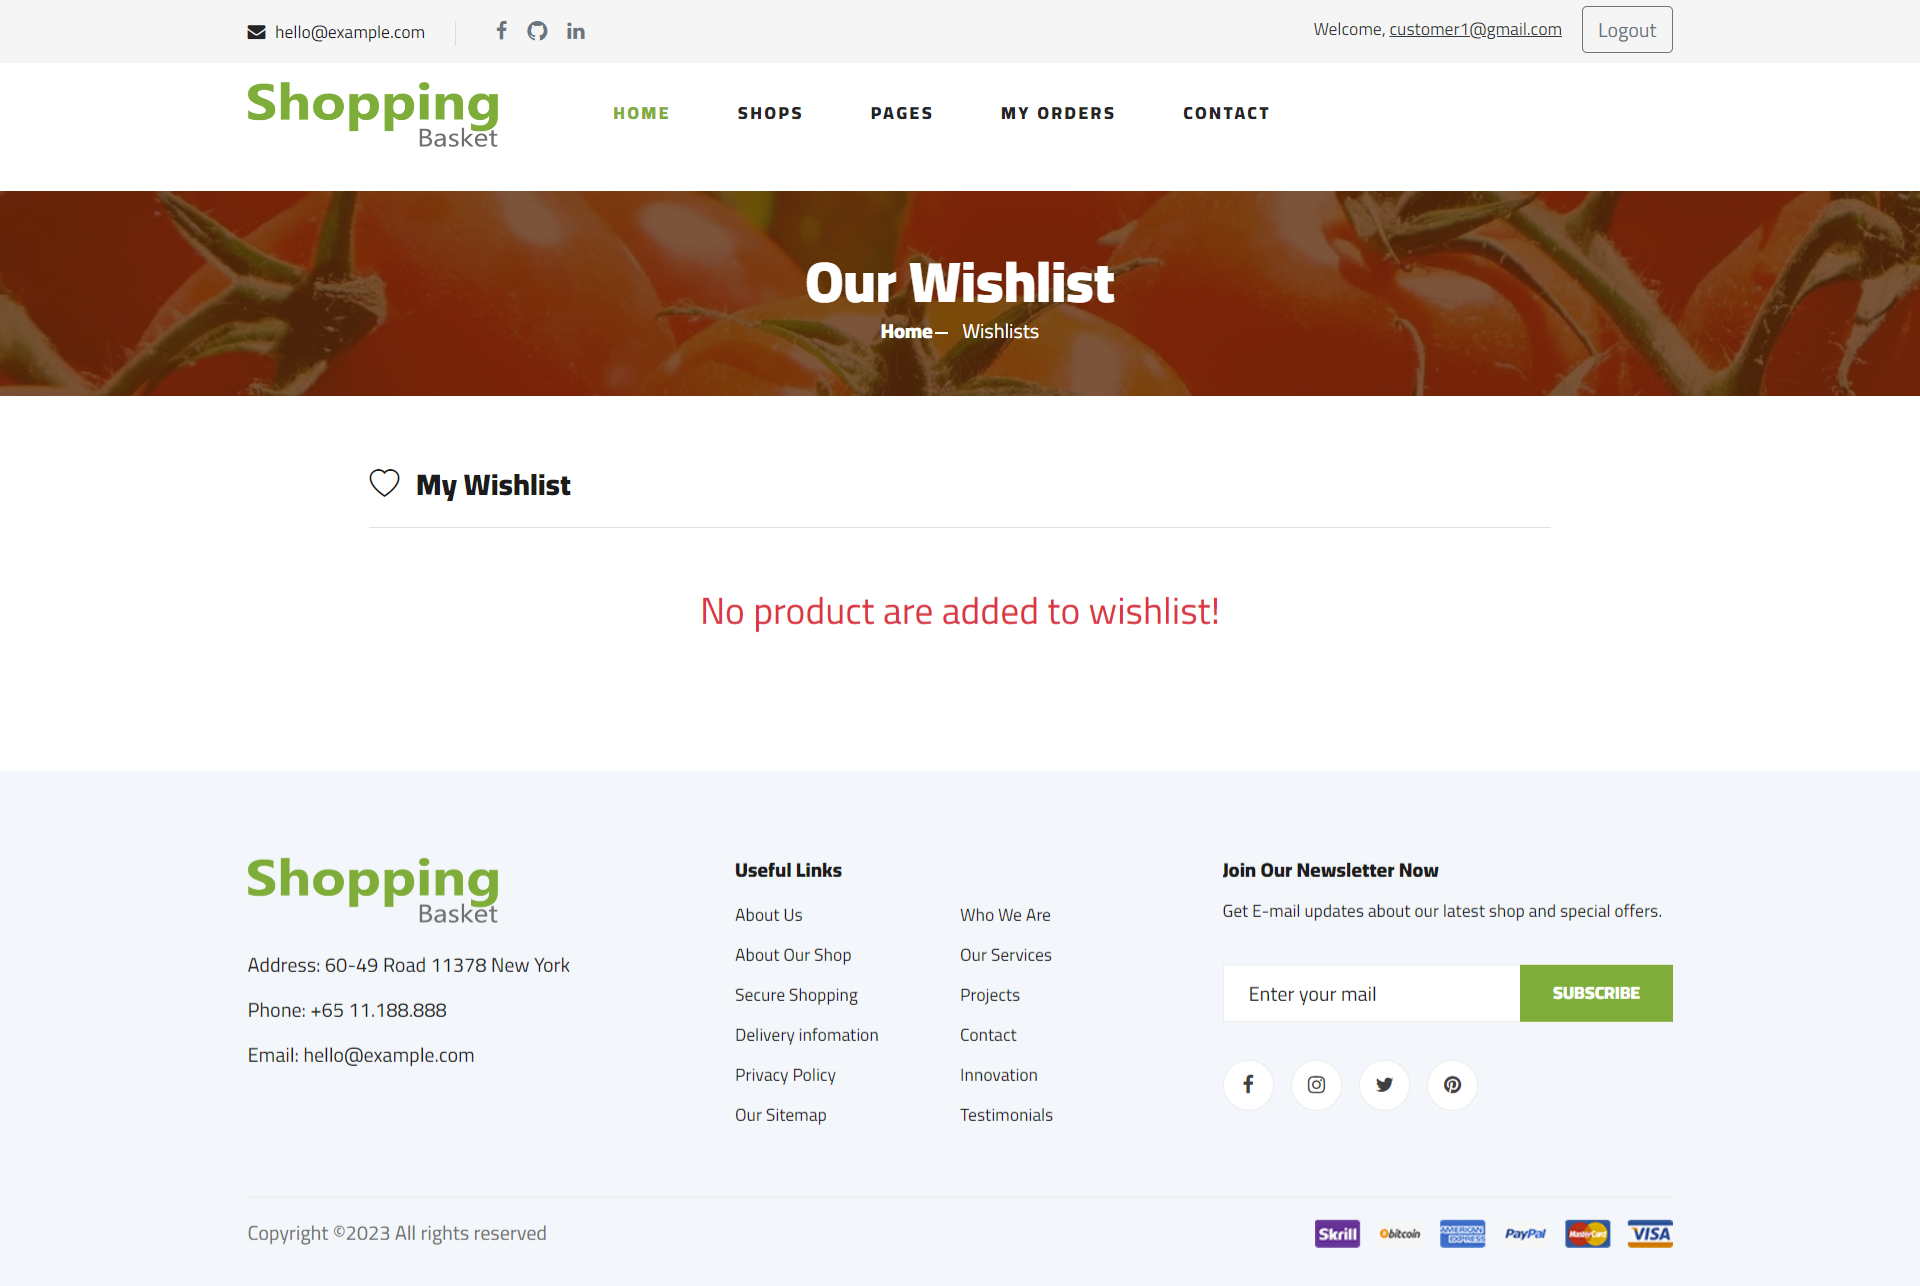 hello@example.com
Welcome, customer1@gmail.com
Logout
Shopping
Basket
HOME
SHOPS
PAGES
MY ORDERS
CONTACT
Our Wishlist
Home— Wishlists
My Wishlist
No product are added to wishlist!
Shopping
Basket
Address: 60-49 Road 11378 New York
Phone: +65 11.188.888
Email: hello@example.com
Useful Links
About Us
About Our Shop
Secure Shopping
Delivery infomation
Privacy Policy
Our Sitemap
Who We Are
Our Services
Projects
Contact
Innovation
Testimonials
Join Our Newsletter Now
Get E-mail updates about our latest shop and special offers.
Enter your mail
SUBSCRIBE
Copyright ©2023 All rights reserved
Skrill
bitcoin
AMERICAN
EXPRESS
PayPal
MasterCard
VISA